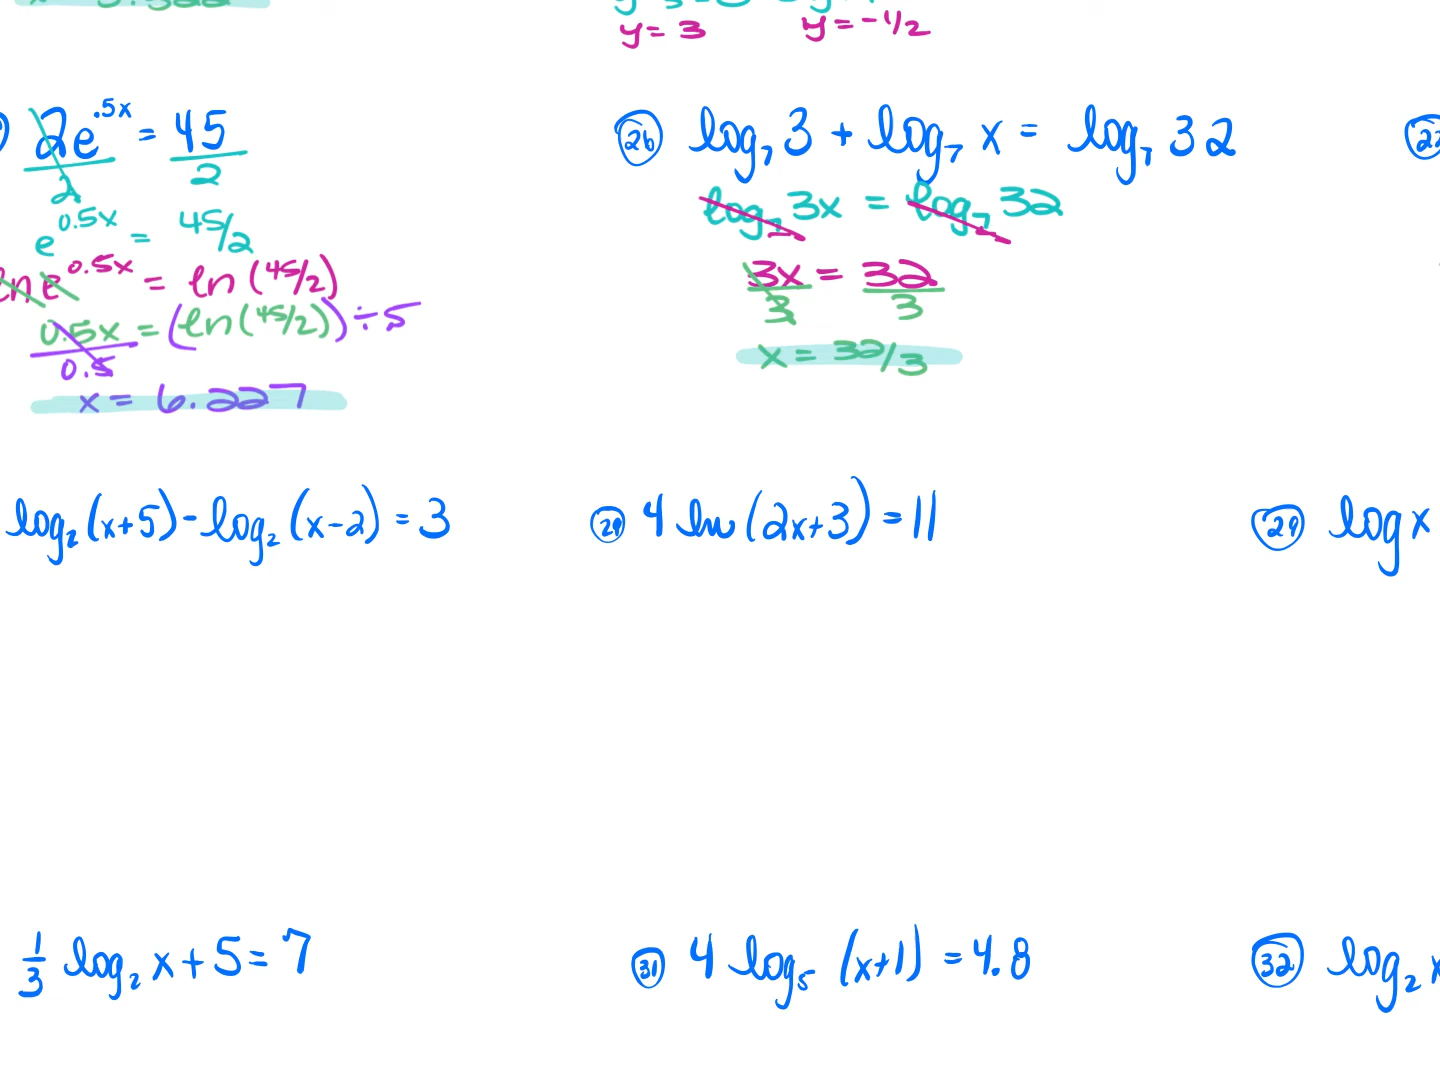 y = 3 y = -1/2
2e^.5x = 45
2 2
e^0.5x = 45/2
ln e^0.5x = ln (45/2)
0.5x = (ln(45/2)) ÷ 5
0.5
x = 6.227
26 log₇ 3 + log₇ x = log₇ 32
log₇ 3x = log₇ 32
3x = 32
3 3
x = 32/3
log₂(x+5) - log₂(x-2) = 3
4 ln(2x+3) = 11
29 log x
1/3 log₂ x + 5 = 7
31 4 log₅ (x+1) = 4.8
32 log₂ x